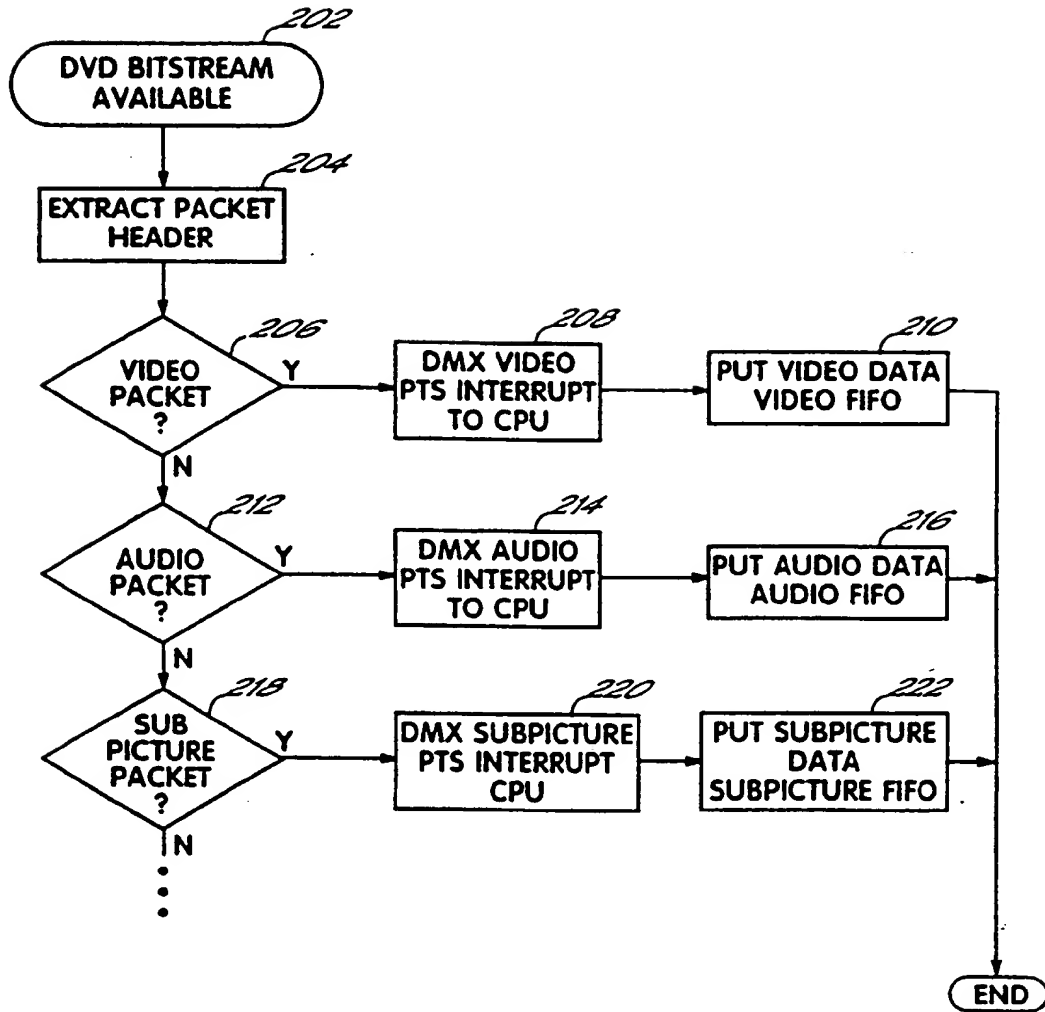 202
DVD BITSTREAM
AVAILABLE
204
EXTRACT PACKET
HEADER
206
VIDEO
PACKET
?
Y
N
208
DMX VIDEO
PTS INTERRUPT
TO CPU
210
PUT VIDEO DATA
VIDEO FIFO
212
AUDIO
PACKET
?
Y
N
214
DMX AUDIO
PTS INTERRUPT
TO CPU
216
PUT AUDIO DATA
AUDIO FIFO
218
SUB
PICTURE
PACKET
?
Y
N
220
DMX SUBPICTURE
PTS INTERRUPT
CPU
222
PUT SUBPICTURE
DATA
SUBPICTURE FIFO
END